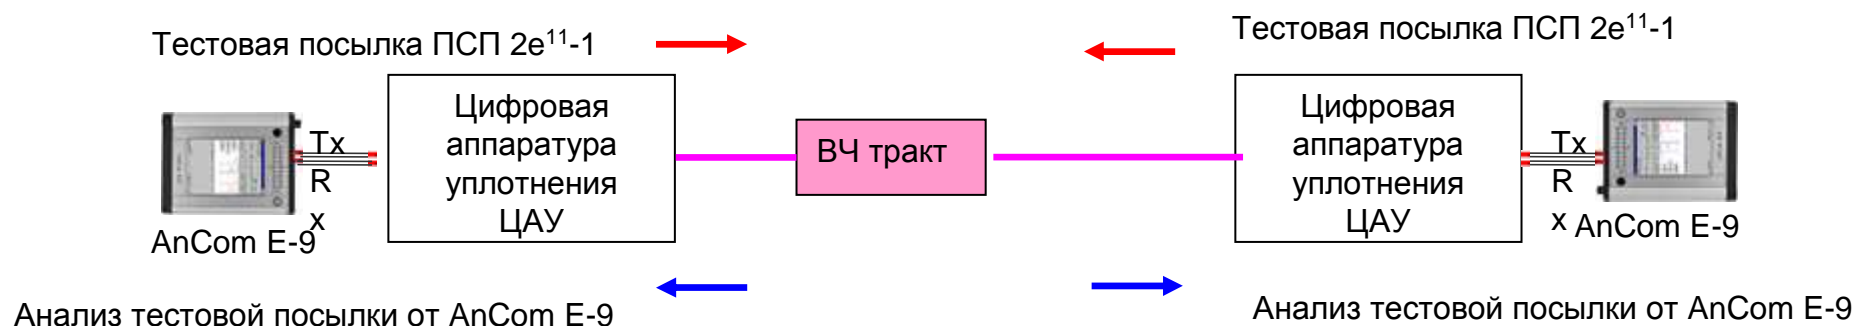 Тестовая посылка ПСП 2e¹¹-1
Тестовая посылка ПСП 2e¹¹-1
Tx
R
x
AnCom E-9
Цифровая
аппаратура
уплотнения
ЦАУ
ВЧ тракт
Цифровая
аппаратура
уплотнения
ЦАУ
Tx
R
x
AnCom E-9
Анализ тестовой посылки от AnCom E-9
Анализ тестовой посылки от AnCom E-9